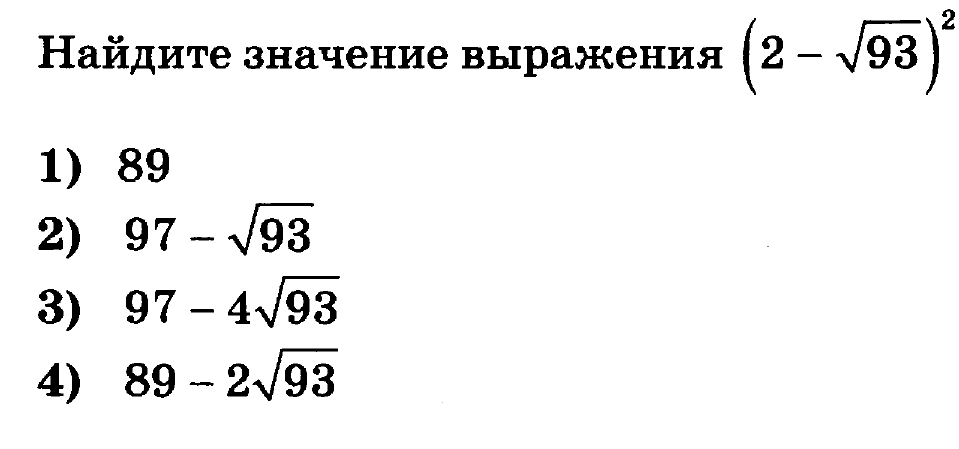 Найдите значение выражения (2 − √93)²
1) 89
2) 97 − √93
3) 97 − 4√93
4) 89 − 2√93